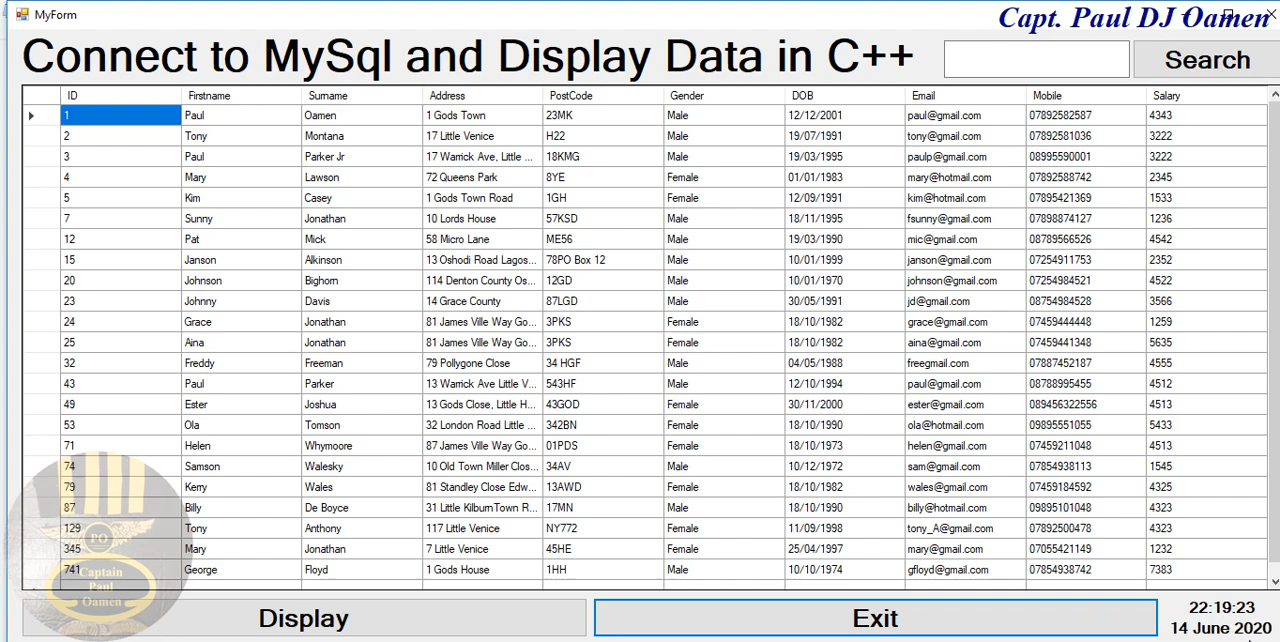 MyForm
Capt. Paul DJ Oamen
Connect to MySql and Display Data in C++
Search
ID Firstname Surname Address PostCode Gender DOB Email Mobile Salary
1 Paul Oamen 1 Gods Town 23MK Male 12/12/2001 paul@gmail.com 07892582587 4343
2 Tony Montana 17 Little Venice H22 Male 19/07/1991 tony@gmail.com 07892581036 3222
3 Paul Parker Jr 17 Warrick Ave, Little ... 18KMG Male 19/03/1995 paulp@gmail.com 08995590001 3222
4 Mary Lawson 72 Queens Park 8YE Female 01/01/1983 mary@hotmail.com 07892588742 2345
5 Kim Casey 1 Gods Town Road 1GH Female 12/09/1991 kim@hotmail.com 07895421369 1533
7 Sunny Jonathan 10 Lords House 57KSD Male 18/11/1995 fsunny@gmail.com 07898874127 1236
12 Pat Mick 58 Micro Lane ME56 Male 19/03/1990 mic@gmail.com 08789566526 4542
15 Janson Alkinson 13 Oshodi Road Lagos... 78PO Box 12 Male 10/01/1999 janson@gmail.com 07254911753 2352
20 Johnson Bighorn 114 Denton County Os... 12GD Male 10/01/1970 johnson@gmail.com 07254984521 4522
23 Johnny Davis 14 Grace County 87LGD Male 30/05/1991 jd@gmail.com 08754984528 3566
24 Grace Jonathan 81 James Ville Way Go... 3PKS Female 18/10/1982 grace@gmail.com 07459444448 1259
25 Aina Jonathan 81 James Ville Way Go... 3PKS Female 18/10/1982 aina@gmail.com 07459441348 5635
32 Freddy Freeman 79 Pollygone Close 34 HGF Male 04/05/1988 freegmail.com 07887452187 4555
43 Paul Parker 13 Warrick Ave Little V... 543HF Male 12/10/1994 paul@gmail.com 08788995455 4512
49 Ester Joshua 13 Gods Close, Little H... 43GOD Female 30/11/2000 ester@gmail.com 089456322556 4513
53 Ola Tomson 32 London Road Little ... 342BN Female 18/10/1990 ola@hotmail.com 09895551055 5433
71 Helen Whymoore 87 James Ville Way Go... 01PDS Female 18/10/1973 helen@gmail.com 07459211048 4513
74 Samson Walesky 10 Old Town Miller Clos... 34AV Male 10/12/1972 sam@gmail.com 07854938113 1545
79 Kerry Wales 81 Standley Close Edw... 13AWD Female 18/10/1982 wales@gmail.com 07459184592 4325
87 Billy De Boyce 31 Little KilburnTown R... 17MN Male 18/10/1990 billy@hotmail.com 09895101048 4323
129 Tony Anthony 117 Little Venice NY772 Female 11/09/1998 tony_A@gmail.com 07892500478 4323
345 Mary Jonathan 7 Little Venice 45HE Female 25/04/1997 mary@gmail.com 07055421149 1232
741 George Floyd 1 Gods House 1HH Male 10/10/1974 gfloyd@gmail.com 07854938742 7383
PO
Captain
Paul
Oamen
Display
Exit
22:19:23
14 June 2020